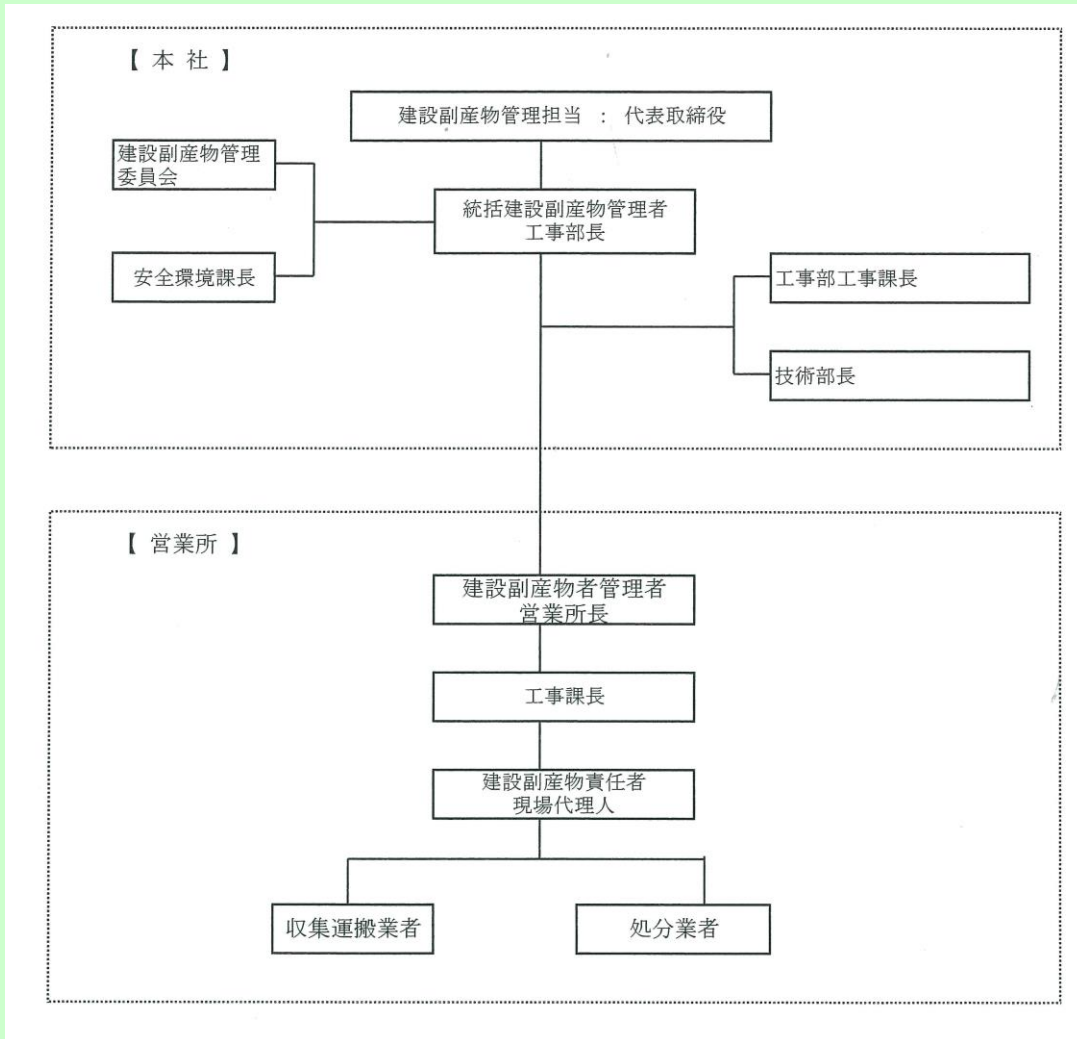 【 本 社 】
建設副産物管理担当 ： 代表取締役
建設副産物管理
委員会
統括建設副産物管理者
工事部長
安全環境課長
工事部工事課長
技術部長
【 営業所 】
建設副産物者管理者
営業所長
工事課長
建設副産物責任者
現場代理人
収集運搬業者
処分業者